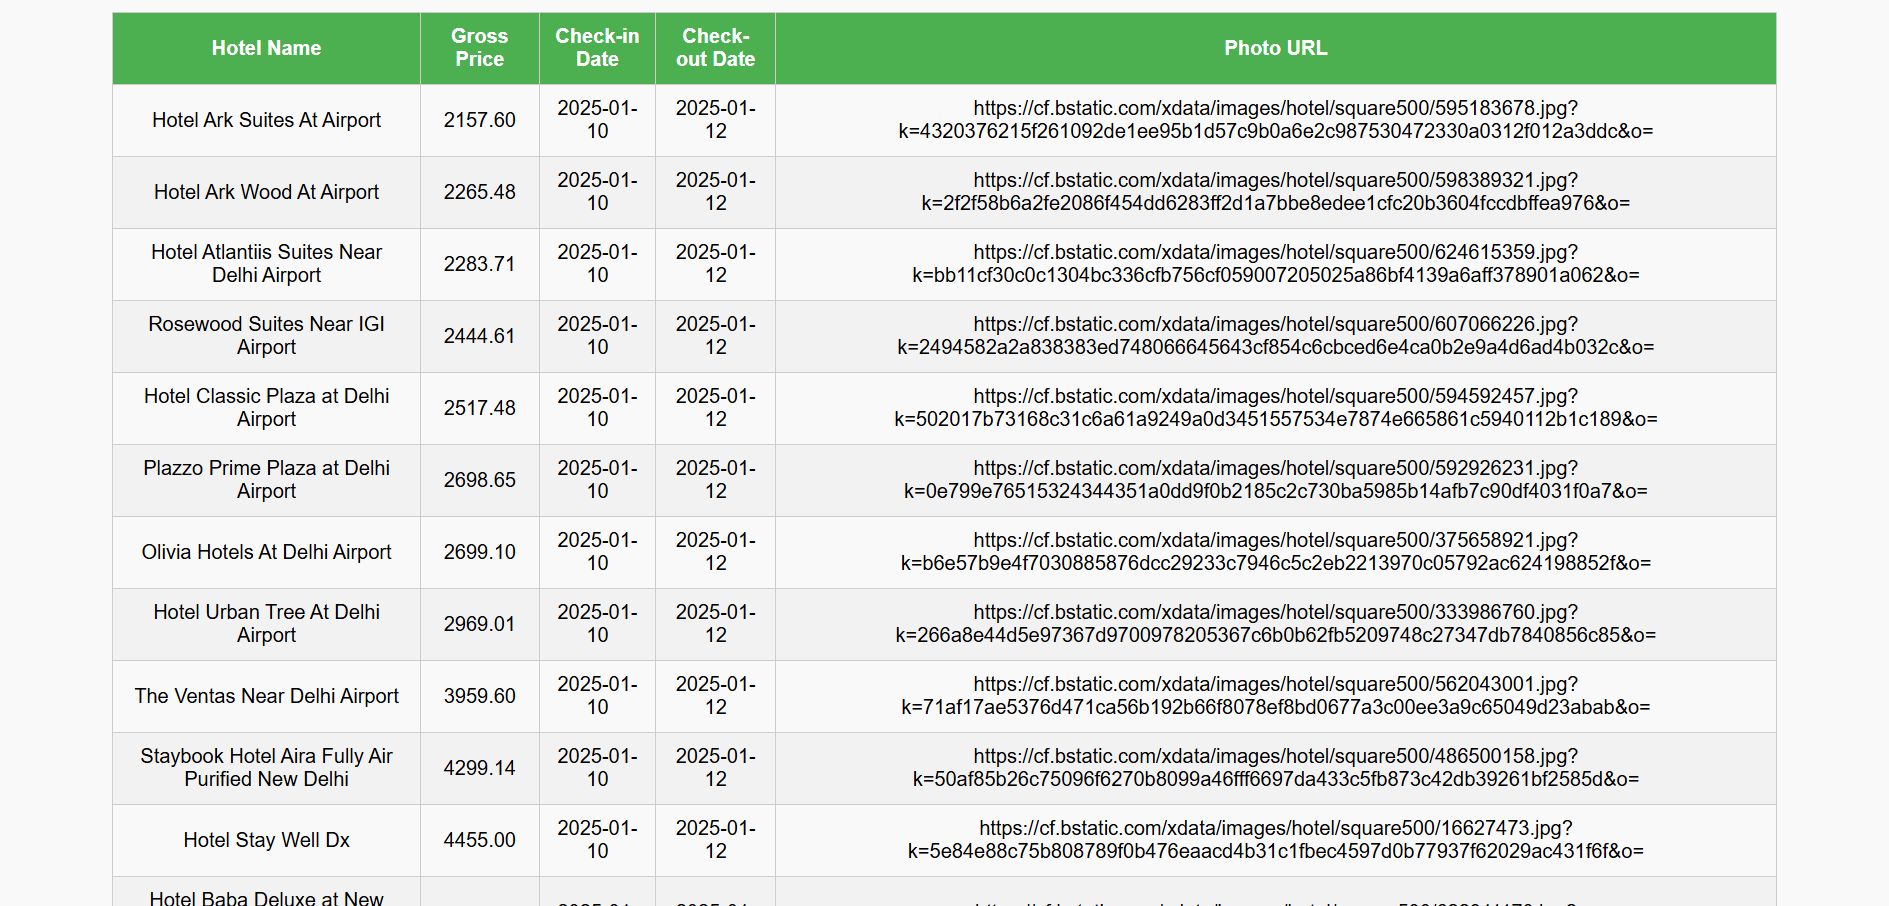 Hotel Name
Gross
Price
Check-in
Date
Check-
out Date
Photo URL
Hotel Ark Suites At Airport
2157.60
2025-01-
10
2025-01-
12
https://cf.bstatic.com/xdata/images/hotel/square500/595183678.jpg?
k=4320376215f261092de1ee95b1d57c9b0a6e2c987530472330a0312f012a3ddc&o=
Hotel Ark Wood At Airport
2265.48
2025-01-
10
2025-01-
12
https://cf.bstatic.com/xdata/images/hotel/square500/598389321.jpg?
k=2f2f58b6a2fe2086f454dd6283ff2d1a7bbe8edee1cfc20b3604fccdbffea976&o=
Hotel Atlantiis Suites Near
Delhi Airport
2283.71
2025-01-
10
2025-01-
12
https://cf.bstatic.com/xdata/images/hotel/square500/624615359.jpg?
k=bb11cf30c0c1304bc336cfb756cf059007205025a86bf4139a6aff378901a062&o=
Rosewood Suites Near IGI
Airport
2444.61
2025-01-
10
2025-01-
12
https://cf.bstatic.com/xdata/images/hotel/square500/607066226.jpg?
k=2494582a2a838383ed748066645643cf854c6cbced6e4ca0b2e9a4d6ad4b032c&o=
Hotel Classic Plaza at Delhi
Airport
2517.48
2025-01-
10
2025-01-
12
https://cf.bstatic.com/xdata/images/hotel/square500/594592457.jpg?
k=502017b73168c31c6a61a9249a0d3451557534e7874e665861c5940112b1c189&o=
Plazzo Prime Plaza at Delhi
Airport
2698.65
2025-01-
10
2025-01-
12
https://cf.bstatic.com/xdata/images/hotel/square500/592926231.jpg?
k=0e799e76515324344351a0dd9f0b2185c2c730ba5985b14afb7c90df4031f0a7&o=
Olivia Hotels At Delhi Airport
2699.10
2025-01-
10
2025-01-
12
https://cf.bstatic.com/xdata/images/hotel/square500/375658921.jpg?
k=b6e57b9e4f7030885876dcc29233c7946c5c2eb2213970c05792ac624198852f&o=
Hotel Urban Tree At Delhi
Airport
2969.01
2025-01-
10
2025-01-
12
https://cf.bstatic.com/xdata/images/hotel/square500/333986760.jpg?
k=266a8e44d5e97367d9700978205367c6b0b62fb5209748c27347db7840856c85&o=
The Ventas Near Delhi Airport
3959.60
2025-01-
10
2025-01-
12
https://cf.bstatic.com/xdata/images/hotel/square500/562043001.jpg?
k=71af17ae5376d471ca56b192b66f8078ef8bd0677a3c00ee3a9c65049d23abab&o=
Staybook Hotel Aira Fully Air
Purified New Delhi
4299.14
2025-01-
10
2025-01-
12
https://cf.bstatic.com/xdata/images/hotel/square500/486500158.jpg?
k=50af85b26c75096f6270b8099a46fff6697da433c5fb873c42db39261bf2585d&o=
Hotel Stay Well Dx
4455.00
2025-01-
10
2025-01-
12
https://cf.bstatic.com/xdata/images/hotel/square500/16627473.jpg?
k=5e84e88c75b808789f0b476eaacd4b31c1fbec4597d0b77937f62029ac431f6f&o=
Hotel Baba Deluxe at New